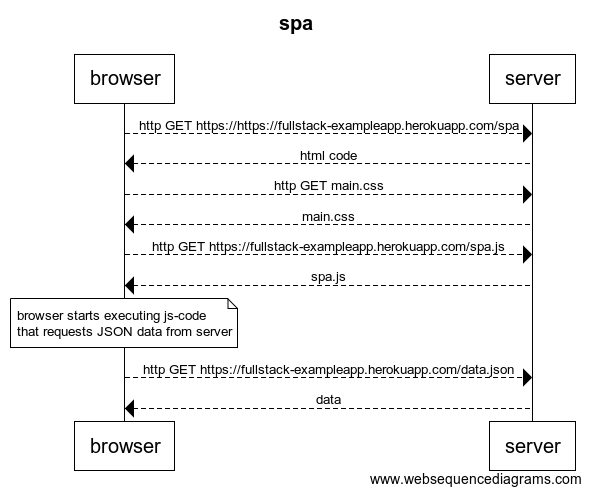 spa
browser
server
http GET https://https://fullstack-exampleapp.herokuapp.com/spa
html code
http GET main.css
main.css
http GET https://fullstack-exampleapp.herokuapp.com/spa.js
spa.js
browser starts executing js-code
that requests JSON data from server
http GET https://fullstack-exampleapp.herokuapp.com/data.json
data
browser
server
www.websequencediagrams.com